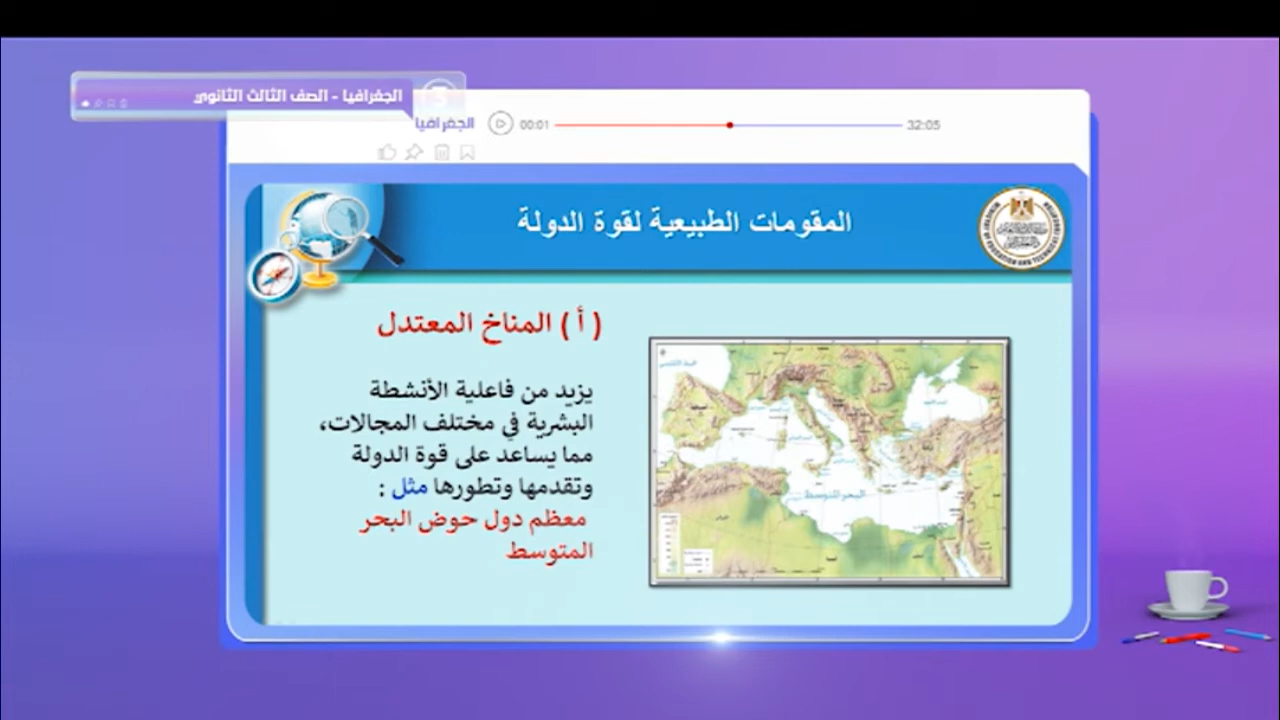 الجغرافيا - الصف الثالث الثانوي
الجغرافيا
00:01
32:05
المقومات الطبيعية لقوة الدولة
( أ ) المناخ المعتدل
يزيد من فاعلية الأنشطة
البشرية في مختلف المجالات،
مما يساعد على قوة الدولة
وتقدمها وتطورها مثل :
معظم دول حوض البحر
المتوسط
البحر المتوسط